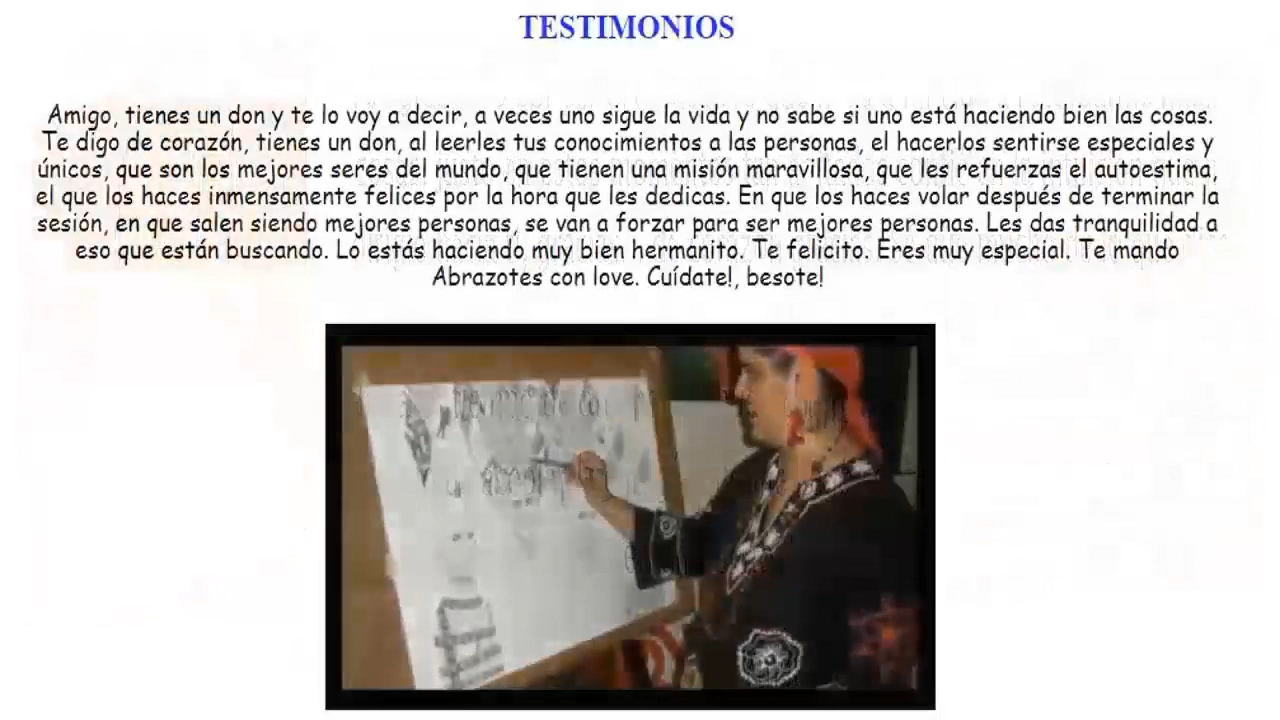 TESTIMONIOS
Amigo, tienes un don y te lo voy a decir, a veces uno sigue la vida y no sabe si uno está haciendo bien las cosas.
Te digo de corazón, tienes un don, al leerles tus conocimientos a las personas, el hacerlos sentirse especiales y
únicos, que son los mejores seres del mundo, que tienen una misión maravillosa, que les refuerzas el autoestima,
el que los haces inmensamente felices por la hora que les dedicas. En que los haces volar después de terminar la
sesión, en que salen siendo mejores personas, se van a forzar para ser mejores personas. Les das tranquilidad a
eso que están buscando. Lo estás haciendo muy bien hermanito. Te felicito. Eres muy especial. Te mando
Abrazotes con love. Cuídate!, besote!